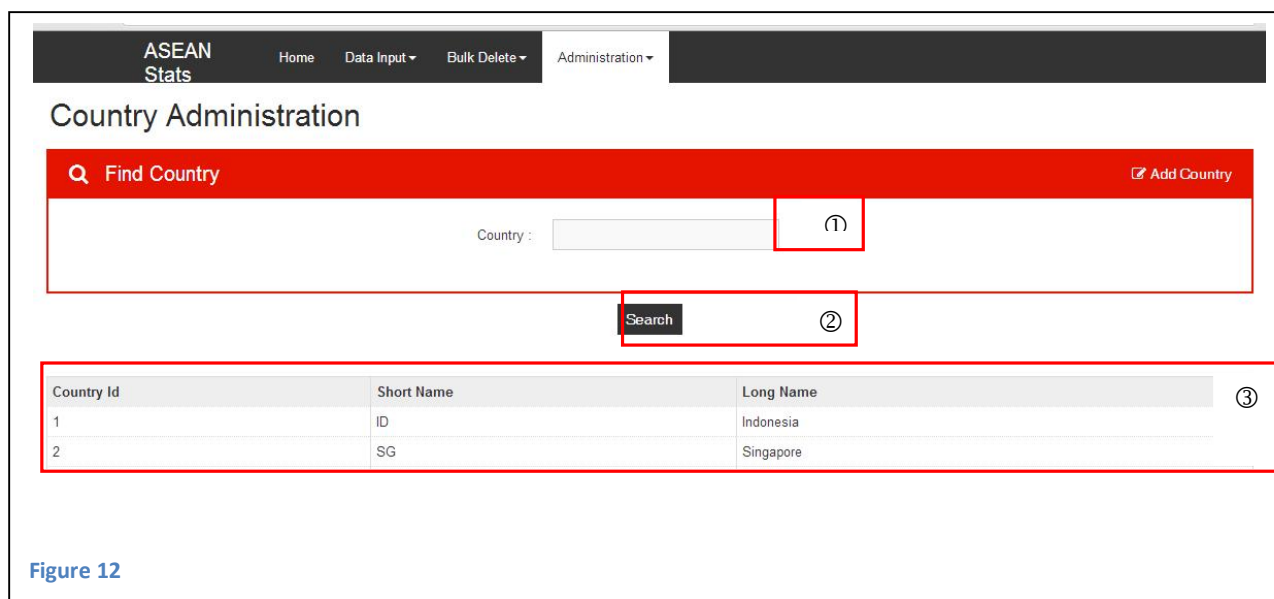 ASEAN Stats Home Data Input Bulk Delete Administration
Country Administration
Find Country Add Country
Country : ①
Search ②
③
Country Id Short Name Long Name
1 ID Indonesia
2 SG Singapore
Figure 12